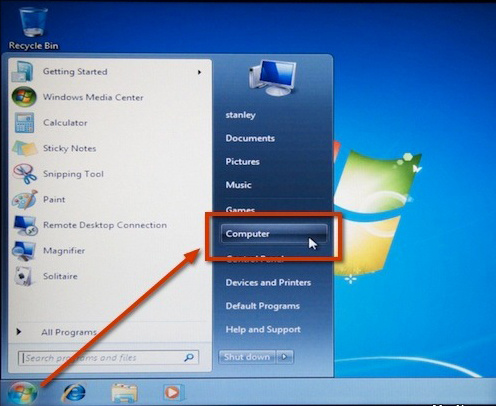 Recycle Bin
Getting Started
Windows Media Center
Calculator
Sticky Notes
Snipping Tool
Paint
Remote Desktop Connection
Magnifier
Solitaire
All Programs
Search programs and files
stanley
Documents
Pictures
Music
Games
Computer
Control Panel
Devices and Printers
Default Programs
Help and Support
Shut down